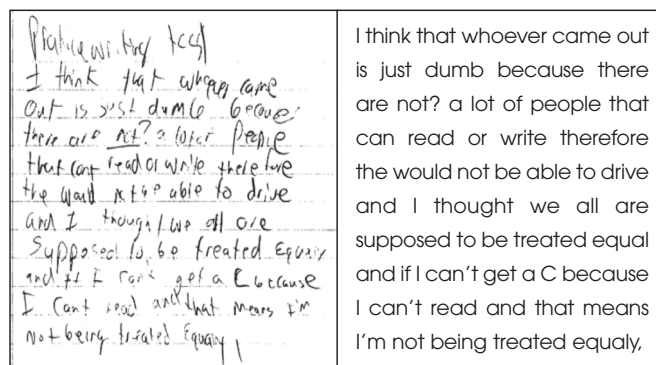 Practice writing test
I think that whoever came
out is just dumb because
there are not? a lot of people
that cant read or write therefore
the would not be able to drive
and I thought we all are
Supposed to be treated Equaly
and if I can't get a C because
I cant read and that means I'm
not being treated Equaly,
I think that whoever came out
is just dumb because there
are not? a lot of people that
can read or write therefore
the would not be able to drive
and I thought we all are
supposed to be treated equal
and if I can’t get a C because
I can’t read and that means
I’m not being treated equaly,